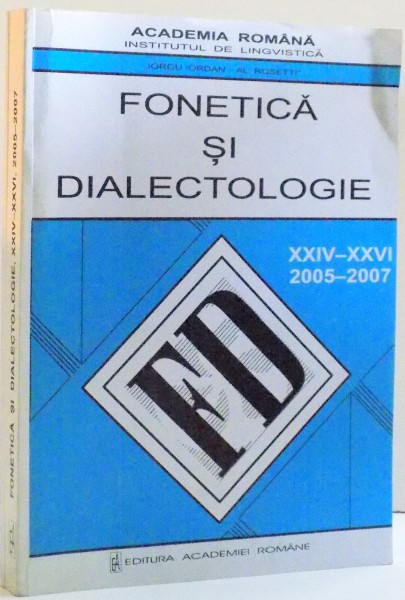 ACADEMIA ROMÂNĂ
INSTITUTUL DE LINGVISTICĂ
„IORGU IORDAN – AL. ROSETTI”
FONETICĂ
ȘI
DIALECTOLOGIE
XXIV–XXVI
2005–2007
FD
EDITURA ACADEMIEI ROMÂNE
FONETICĂ ȘI DIALECTOLOGIE, XXIV–XXVI, 2005–2007